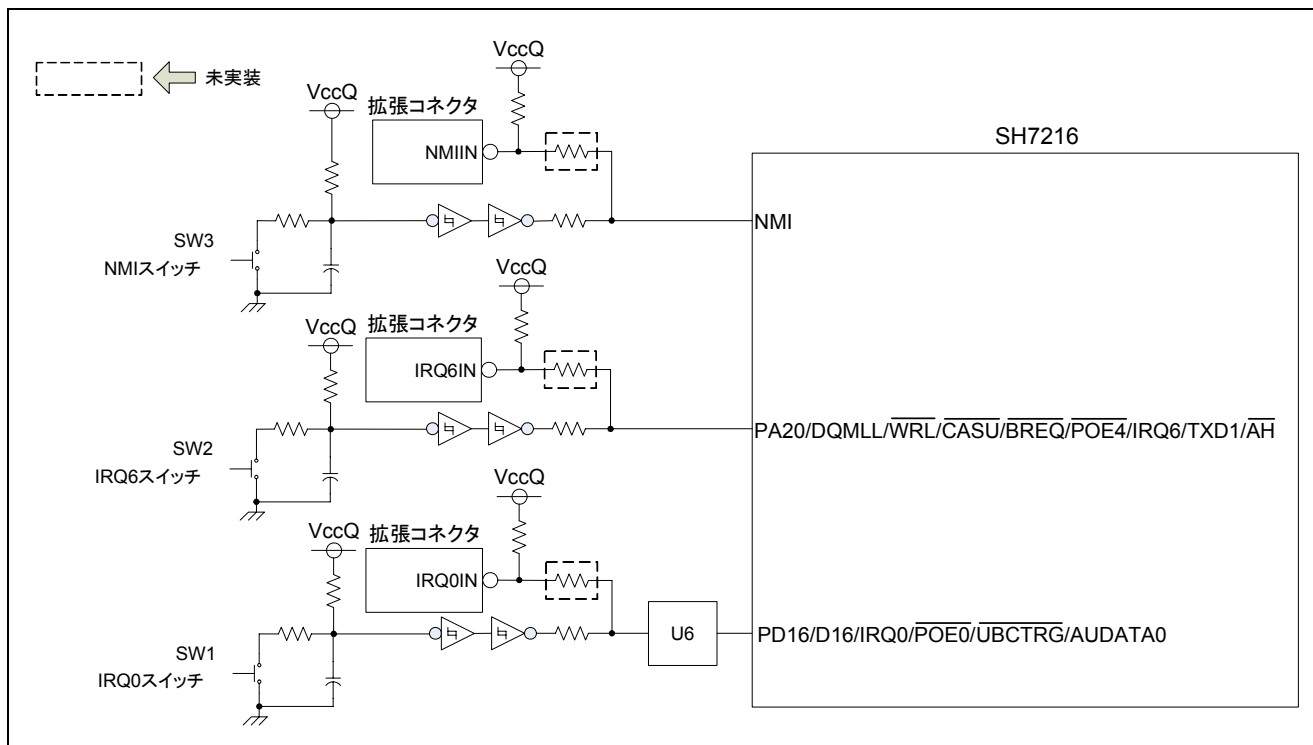 未実装
VccQ
VccQ
拡張コネクタ
NMIIN
SH7216
NMI
SW3
NMIスイッチ
VccQ
VccQ
拡張コネクタ
IRQ6IN
PA20/DQMLL/WRL/CASU/BREQ/POE4/IRQ6/TXD1/AH
SW2
IRQ6スイッチ
VccQ
VccQ
拡張コネクタ
IRQ0IN
U6
PD16/D16/IRQ0/POE0/UBCTRG/AUDATA0
SW1
IRQ0スイッチ